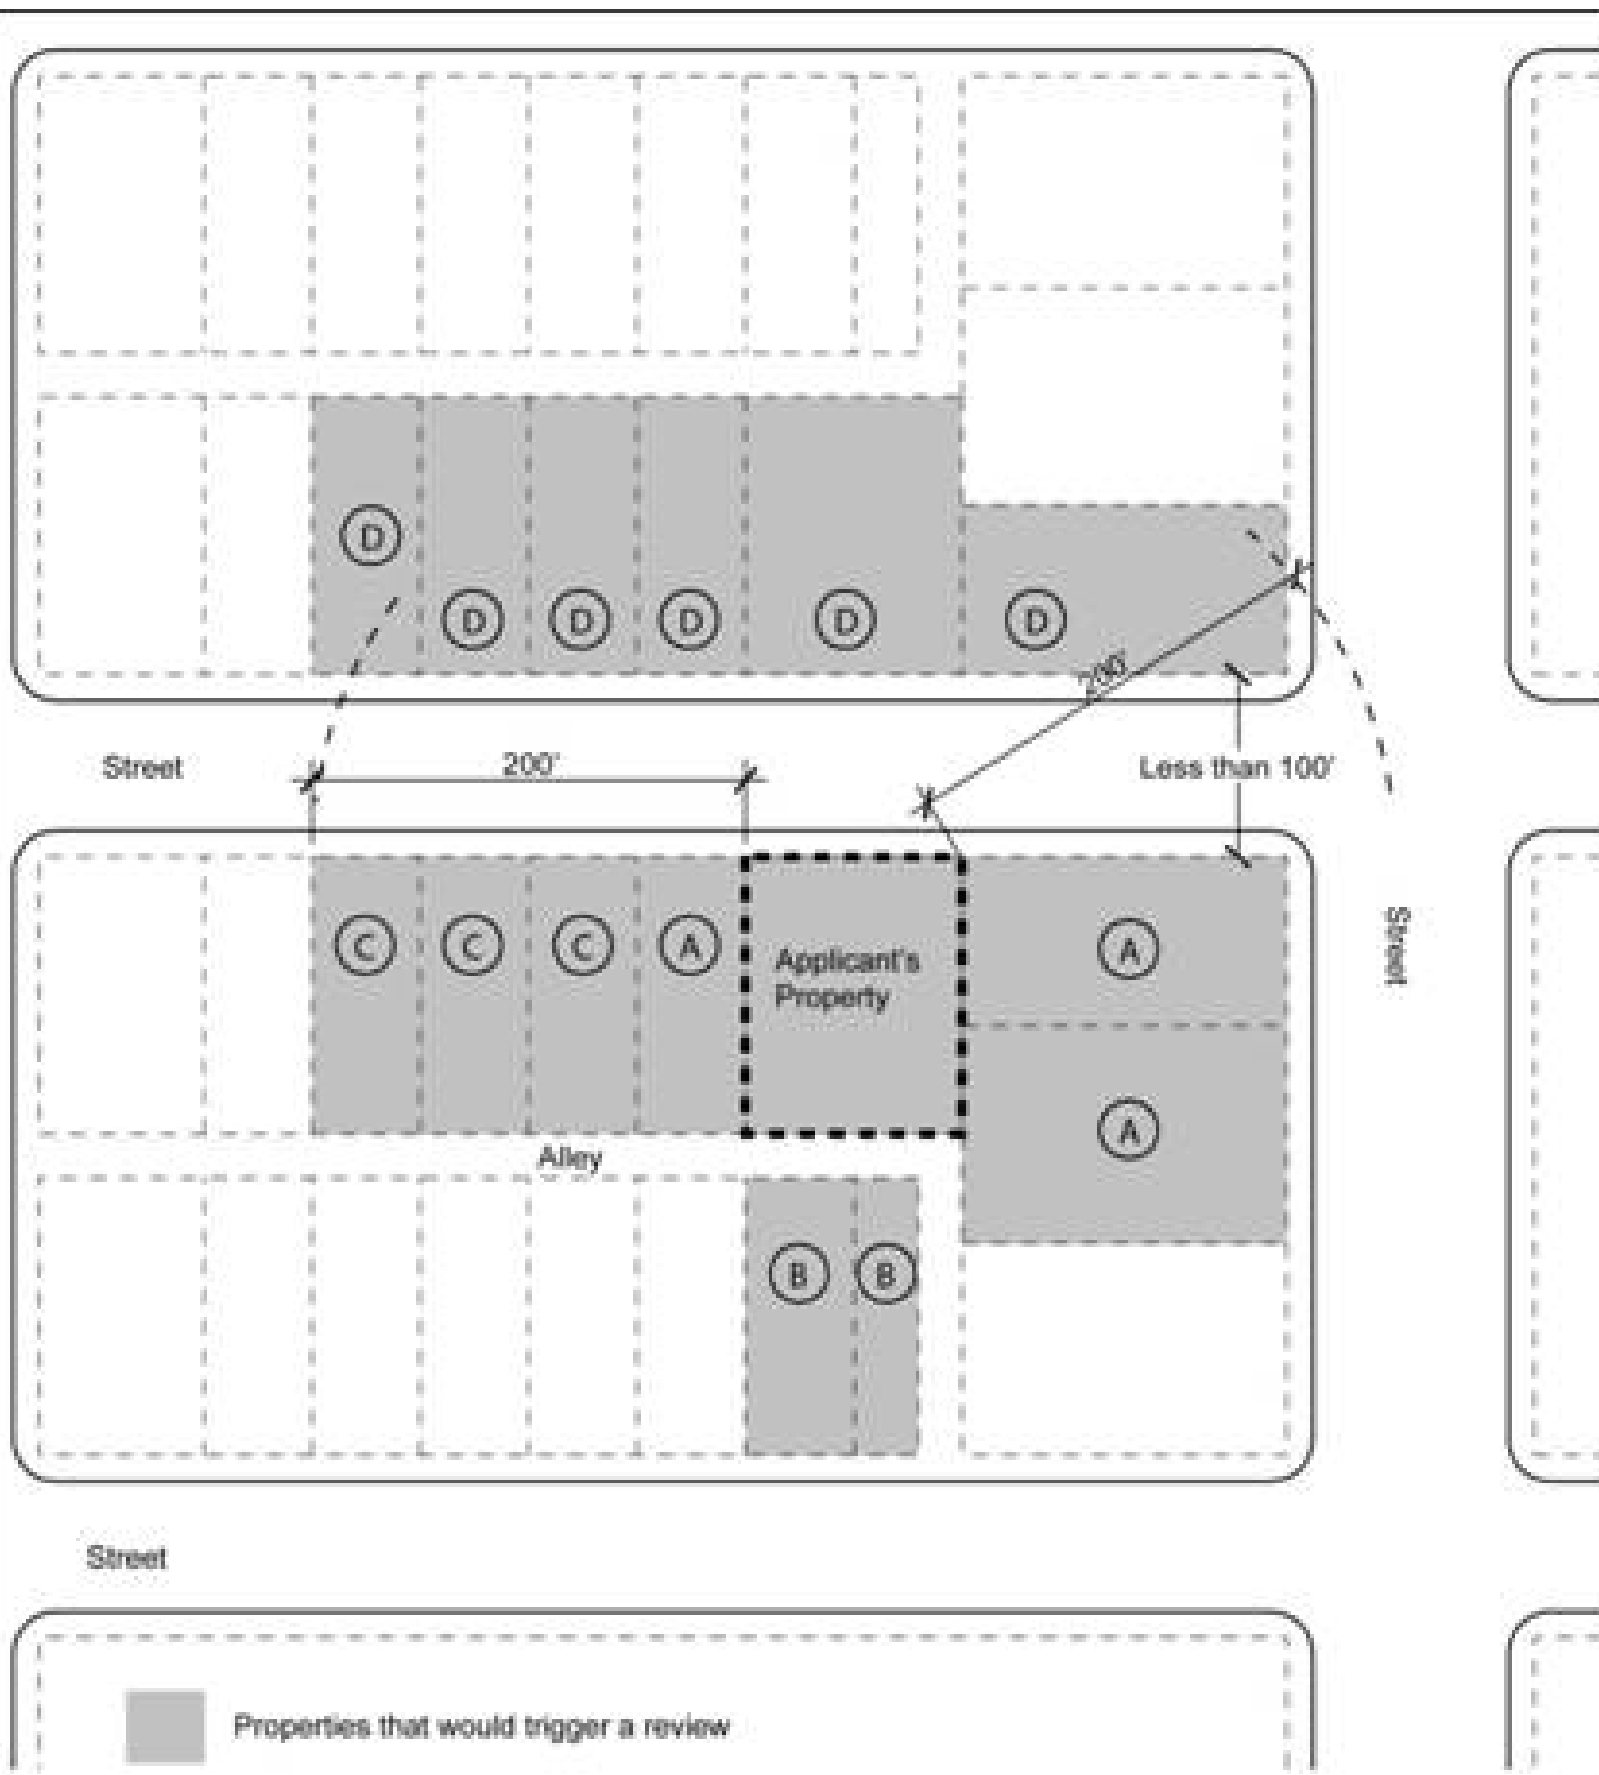 D
D
D
D
D
D
200'
Street
200'
Less than 100'
C
C
C
A
Applicant's
Property
A
Street
A
Alley
B
B
Street
Properties that would trigger a review